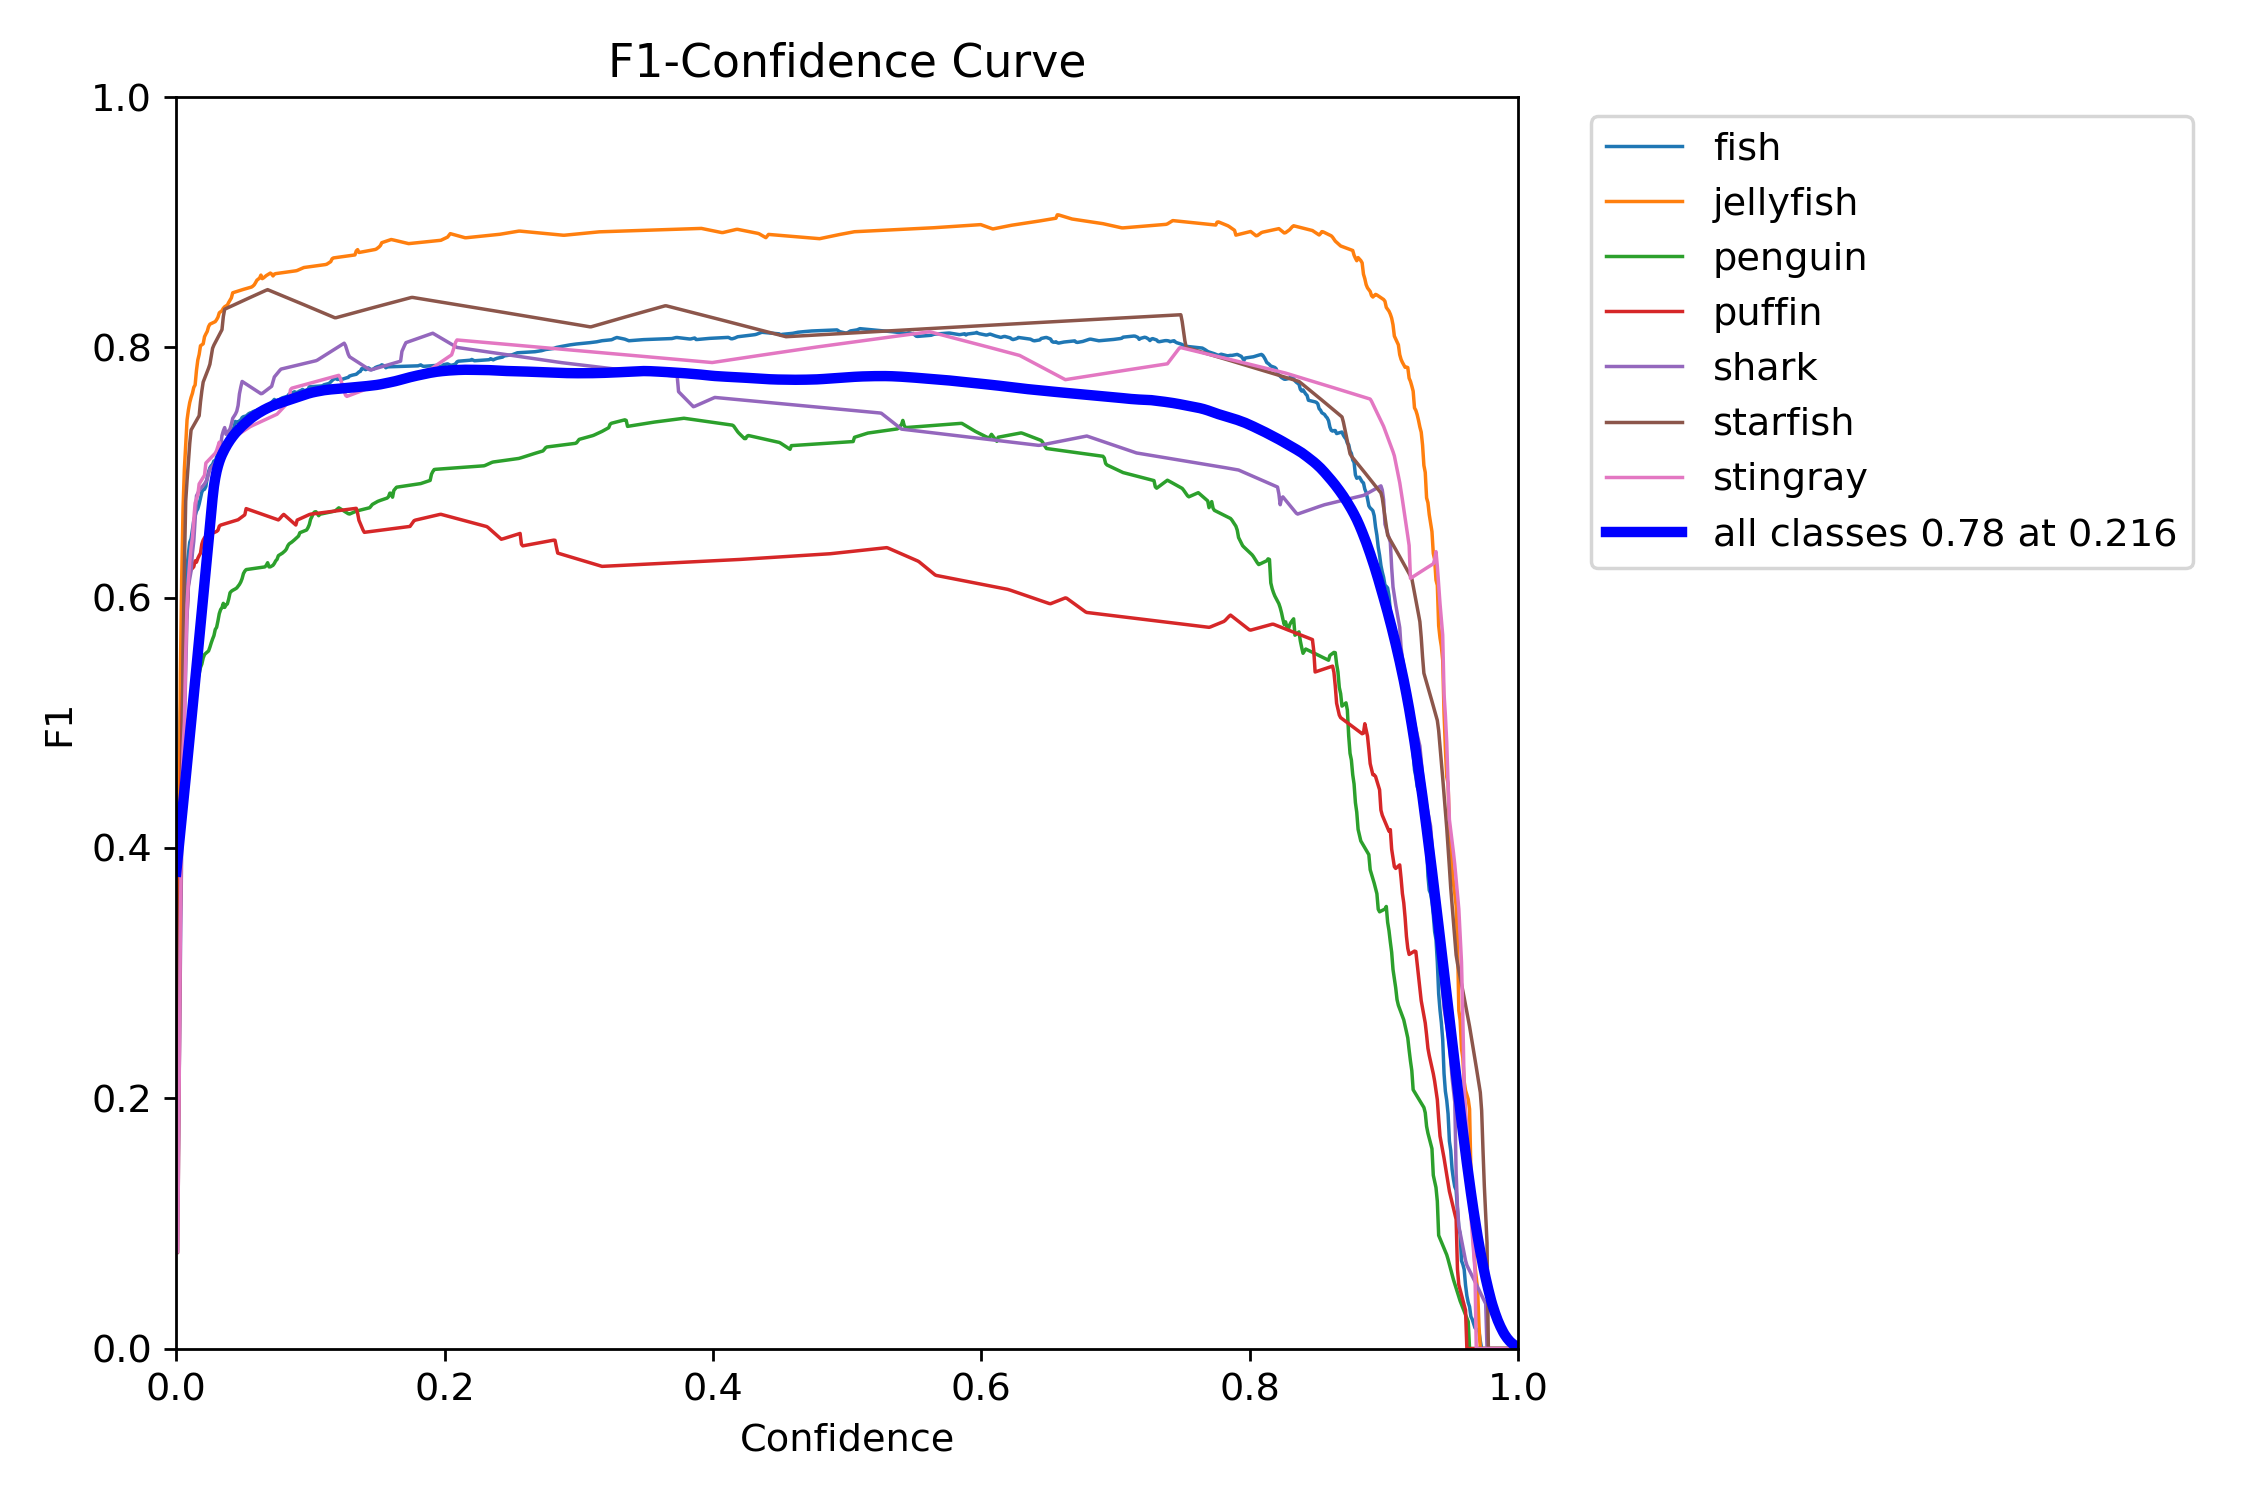 F1-Confidence Curve
1.0
0.8
0.6
0.4
0.2
0.0
F1
0.0 0.2 0.4 0.6 0.8 1.0
Confidence
fish
jellyfish
penguin
puffin
shark
starfish
stingray
all classes 0.78 at 0.216